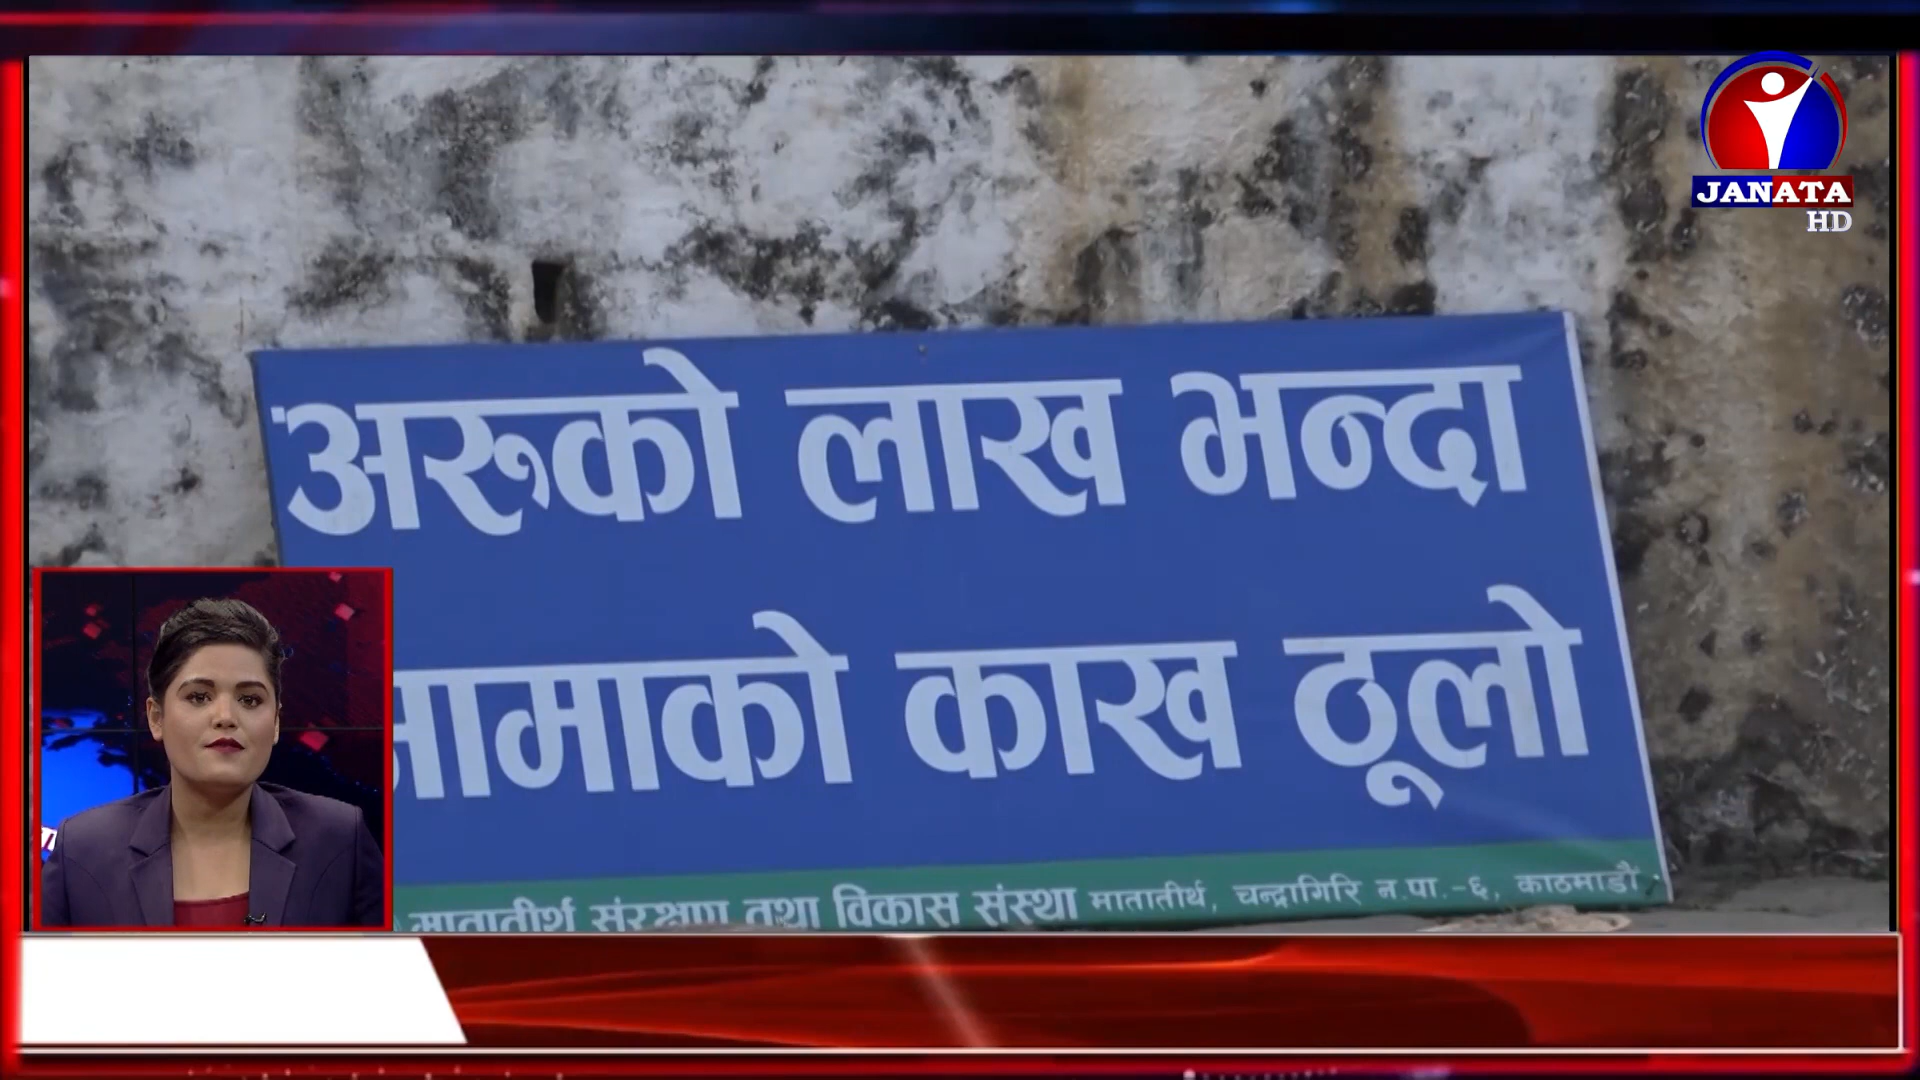 JANATA
HD
अरुको लाख भन्दा
आमाको काख ठूलो
मातातीर्थ संरक्षण तथा विकास संस्था मातातीर्थ, चन्द्रागिरि न.पा.-६, काठमाडौं